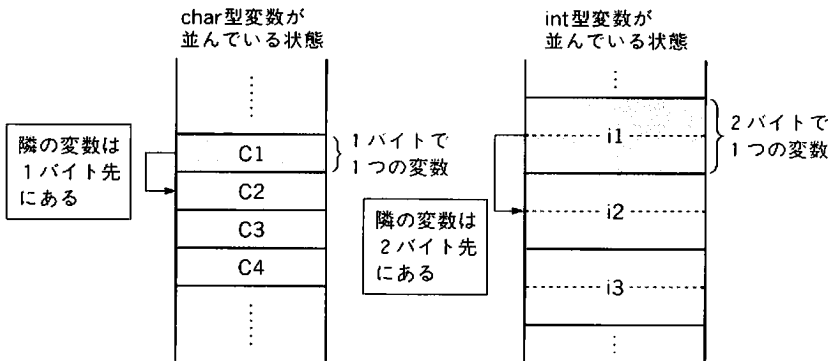 char型変数が
並んでいる状態
隣の変数は
1バイト先
にある
C1
C2
C3
C4
1バイトで
1つの変数
int型変数が
並んでいる状態
隣の変数は
2バイト先
にある
i1
i2
i3
2バイトで
1つの変数